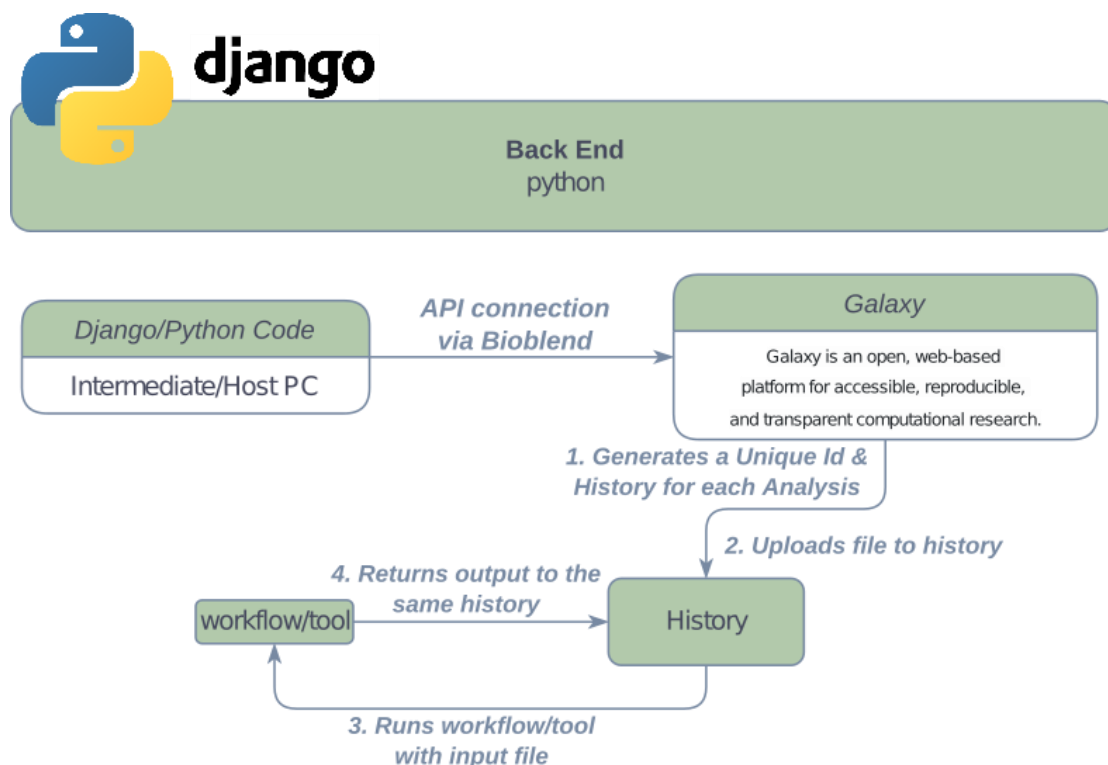 django
Back End
python
Django/Python Code
Intermediate/Host PC
API connection
via Bioblend
Galaxy
Galaxy is an open, web-based
platform for accessible, reproducible,
and transparent computational research.
1. Generates a Unique Id &
History for each Analysis
2. Uploads file to history
4. Returns output to the
same history
workflow/tool
History
3. Runs workflow/tool
with input file